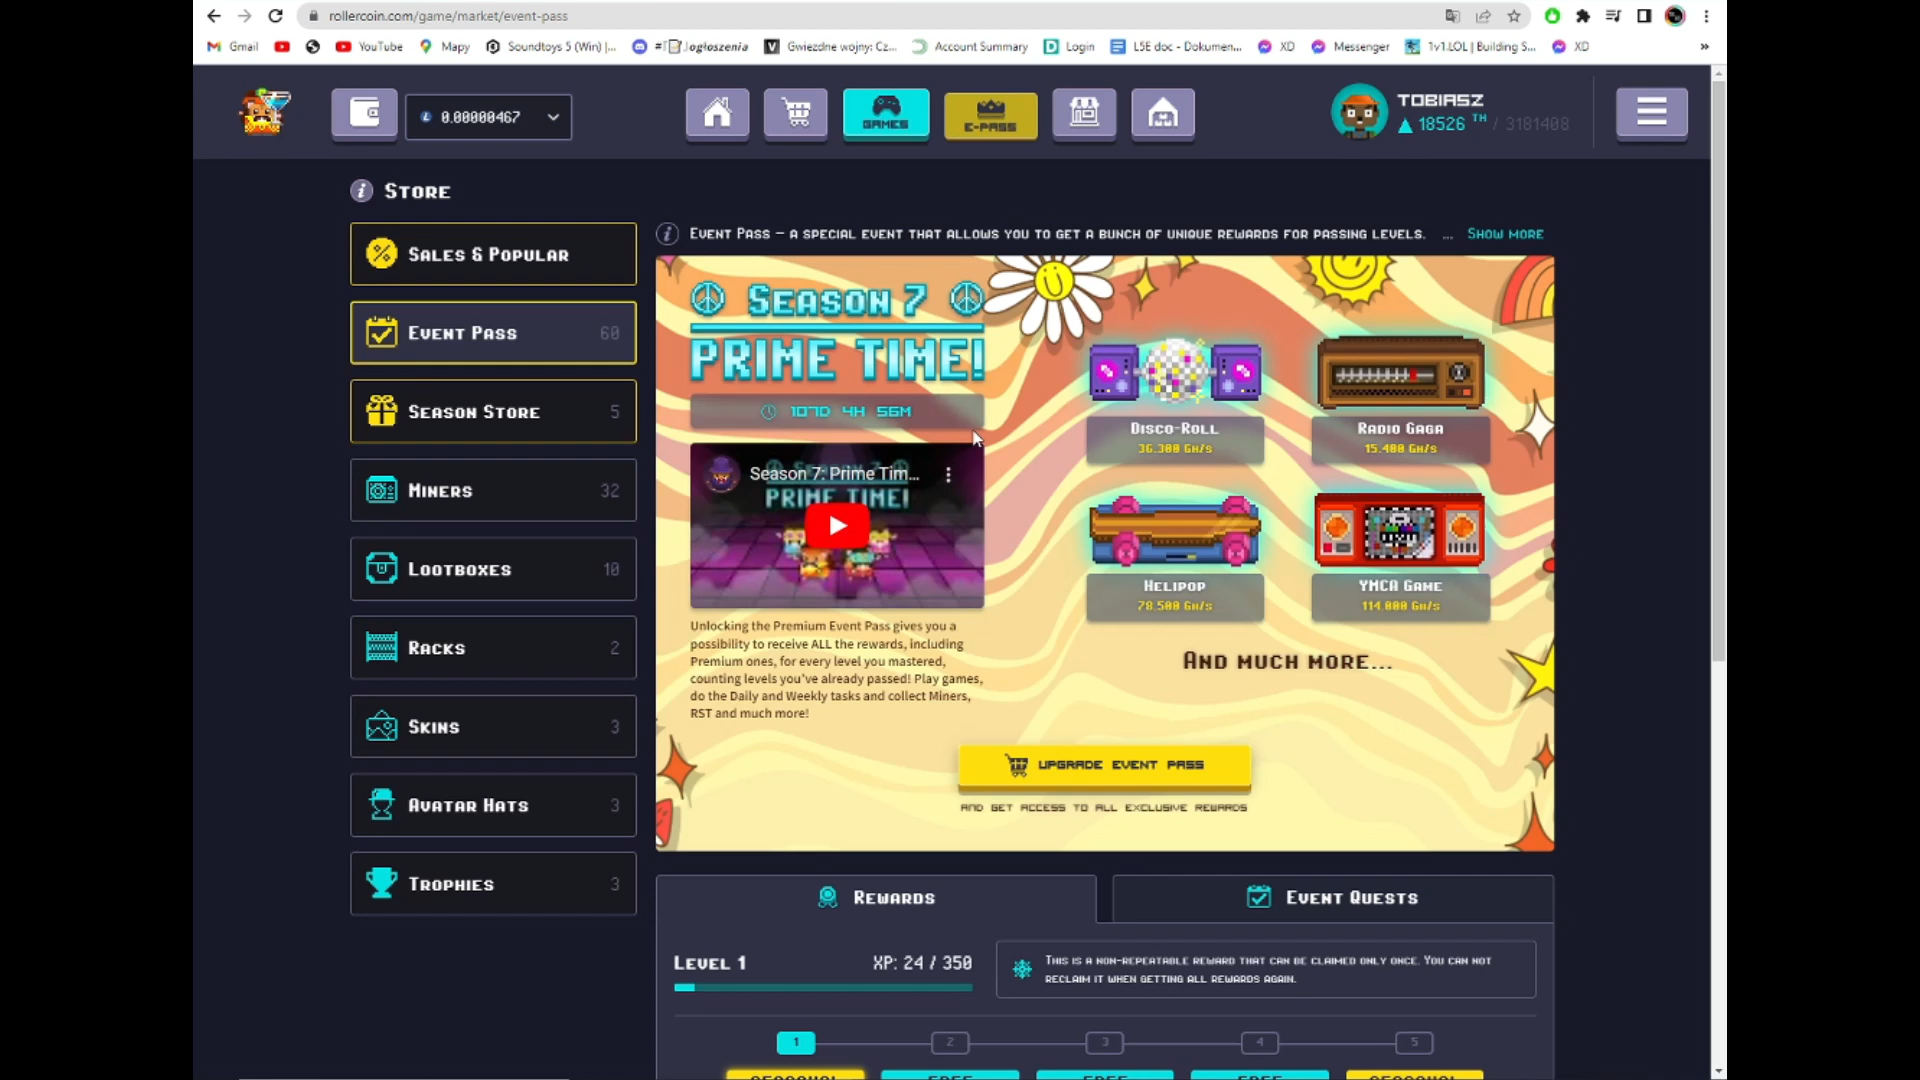 rollercoin.com/game/market/event-pass
Gmail YouTube Mapy Soundtoys 5 (Win) |... ogłoszenia Gwiezdne wojny: Cz... Account Summary Login L5E doc - Dokumen... XD Messenger 1v1.LOL | Building S... XD »
0.00000467
GAMES
E-PASS
TOBIASZ
18526 TH / 3181408
i STORE
i EVENT PASS – A SPECIAL EVENT THAT ALLOWS YOU TO GET A BUNCH OF UNIQUE REWARDS FOR PASSING LEVELS. ... SHOW MORE
SALES & POPULAR
EVENT PASS 60
SEASON STORE 5
MINERS 32
LOOTBOXES 10
RACKS 2
SKINS 3
AVATAR HATS 3
TROPHIES 3
SEASON 7
PRIME TIME!
107D 4H 56M
Season 7: Prime Tim...
PRIME TIME!
Unlocking the Premium Event Pass gives you a
possibility to receive ALL the rewards, including
Premium ones, for every level you mastered,
counting levels you've already passed! Play games,
do the Daily and Weekly tasks and collect Miners,
RST and much more!
DISCO-ROLL
36.300 GH/S
RADIO GAGA
15.400 GH/S
HELIPOP
78.500 GH/S
YMCA GAME
114.000 GH/S
AND MUCH MORE...
UPGRADE EVENT PASS
AND GET ACCESS TO ALL EXCLUSIVE REWARDS
REWARDS
EVENT QUESTS
LEVEL 1 XP: 24 / 350
THIS IS A NON-REPEATABLE REWARD THAT CAN BE CLAIMED ONLY ONCE. YOU CAN NOT
RECLAIM IT WHEN GETTING ALL REWARDS AGAIN.
1 2 3 4 5
SEASONAL FREE FREE FREE SEASONAL